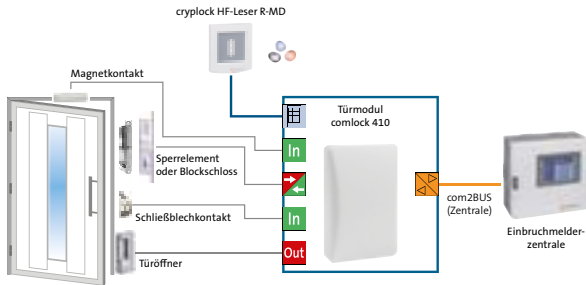 cryplock HF-Leser R-MD
Magnetkontakt
Türmodul
comlock 410
In
Sperrelement
oder Blockschloss
In
Schließblechkontakt
Out
Türöffner
com2BUS
(Zentrale)
Einbruchmelder-
zentrale